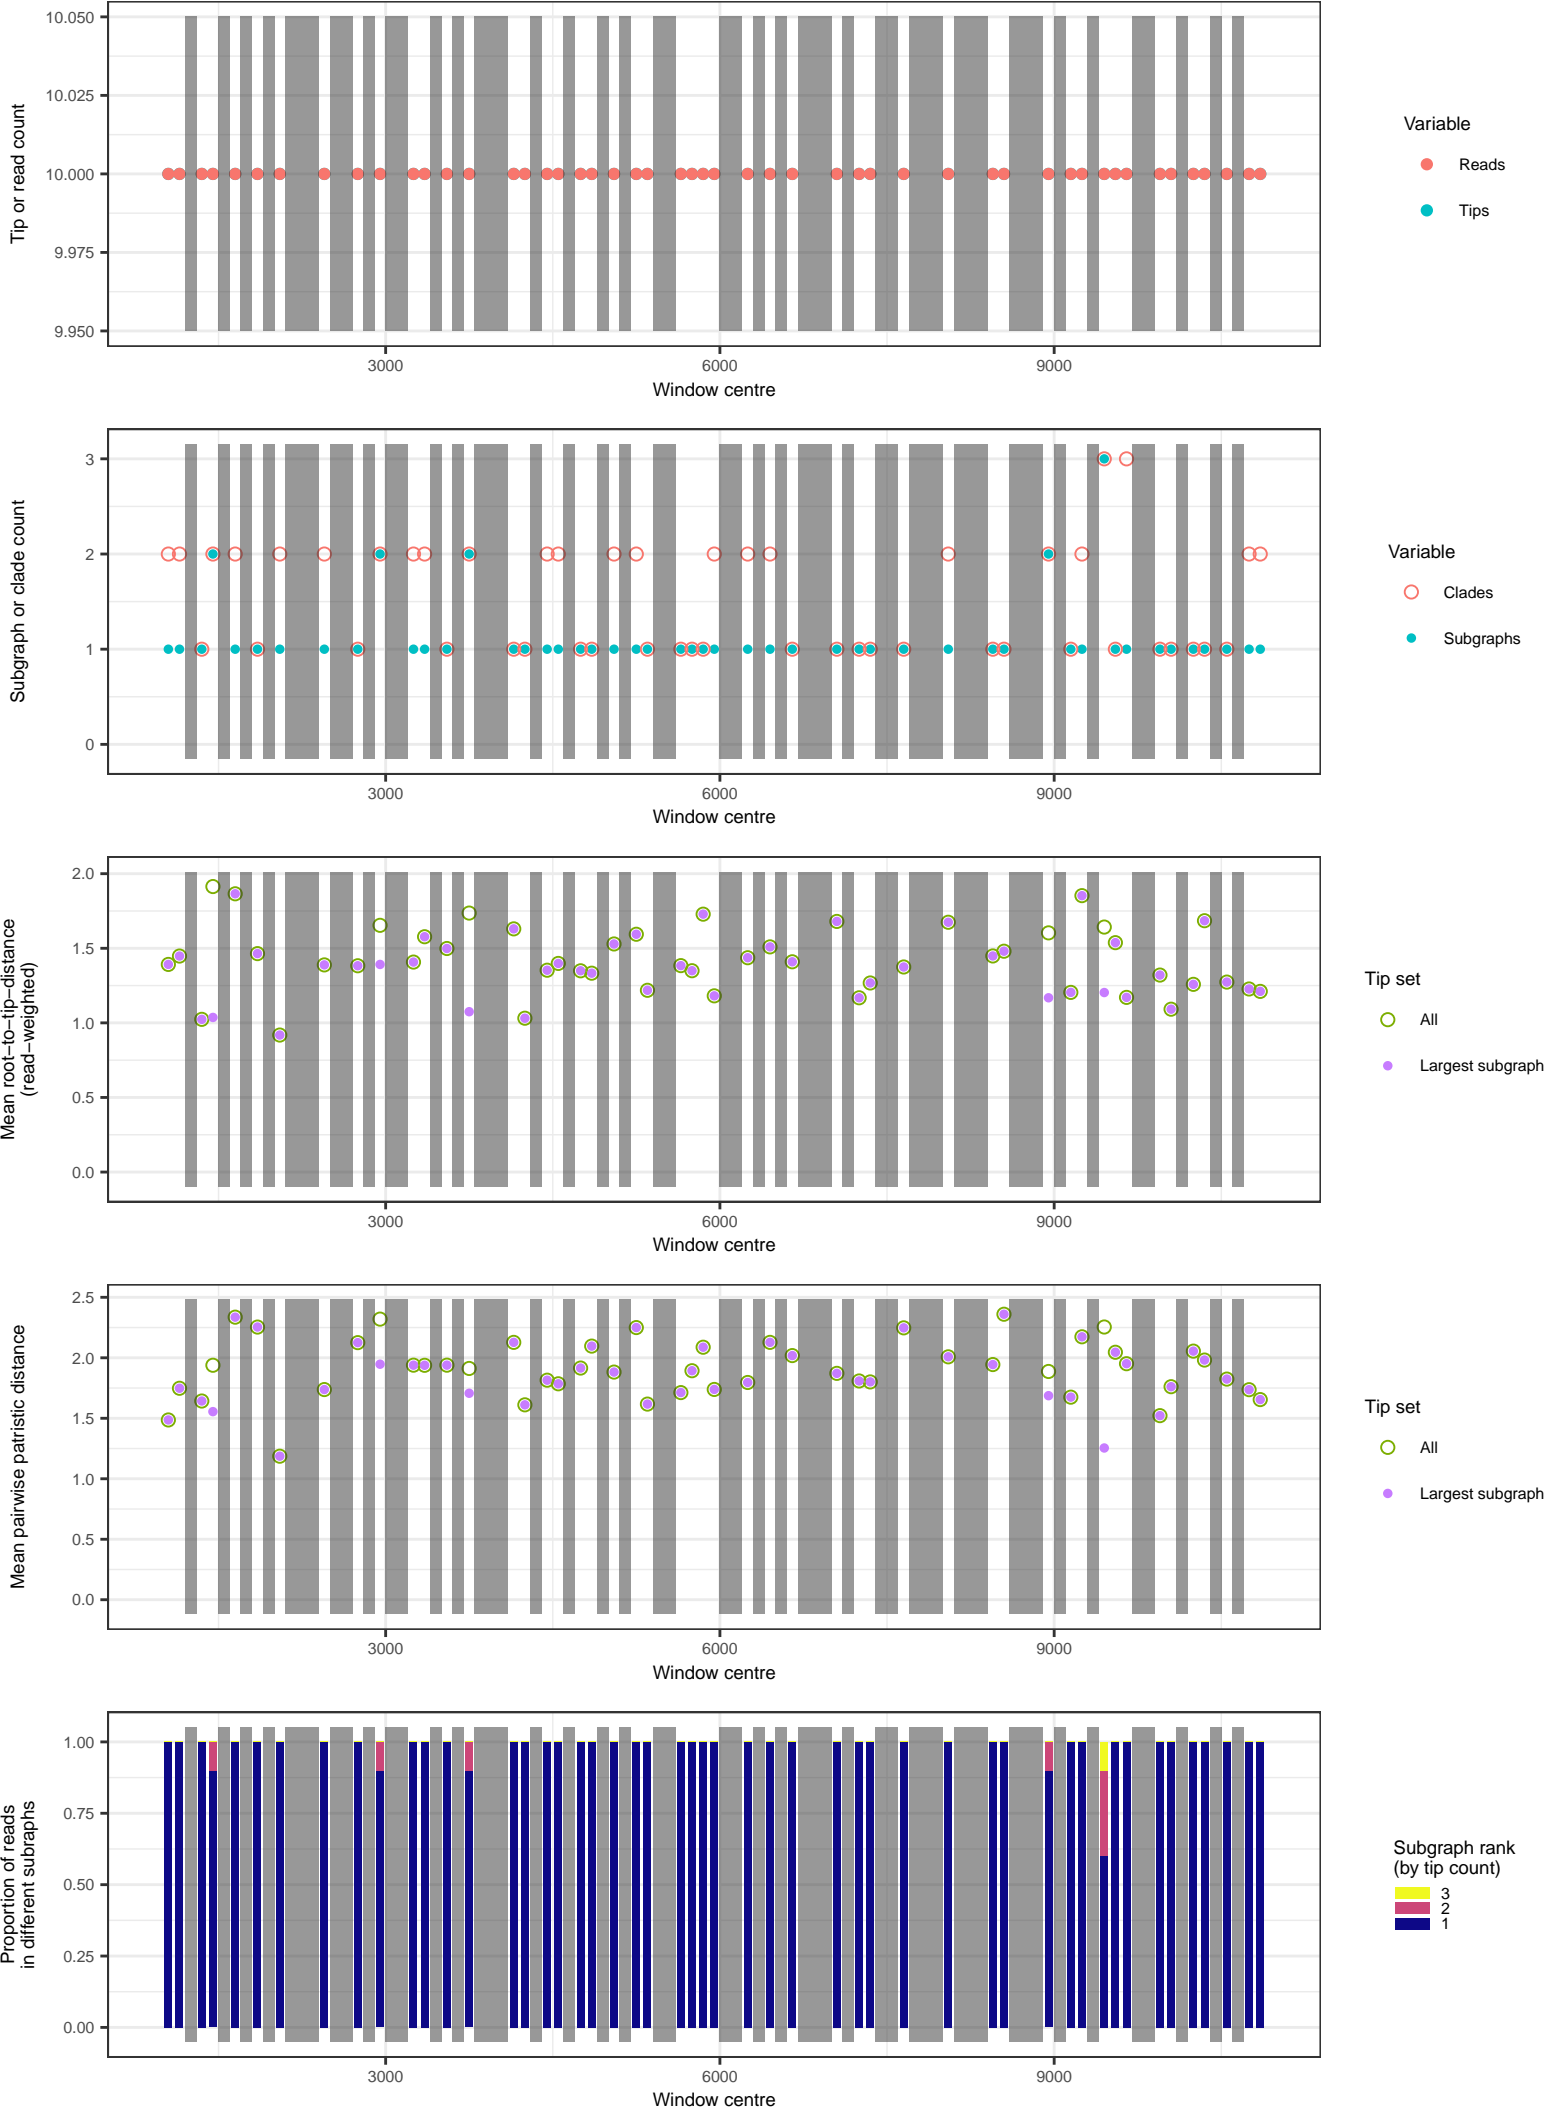 10.050
10.025
10.000
9.975
9.950
Tip or read count
3000
6000
9000
Window centre
Variable
Reads
Tips
3
2
1
0
Subgraph or clade count
3000
6000
9000
Window centre
Variable
Clades
Subgraphs
2.0
1.5
1.0
0.5
0.0
Mean root−to−tip−distance
(read−weighted)
3000
6000
9000
Window centre
Tip set
All
Largest subgraph
2.5
2.0
1.5
1.0
0.5
0.0
Mean pairwise patristic distance
3000
6000
9000
Window centre
Tip set
All
Largest subgraph
1.00
0.75
0.50
0.25
0.00
Proportion of reads
in different subraphs
3000
6000
9000
Window centre
Subgraph rank
(by tip count)
3
2
1